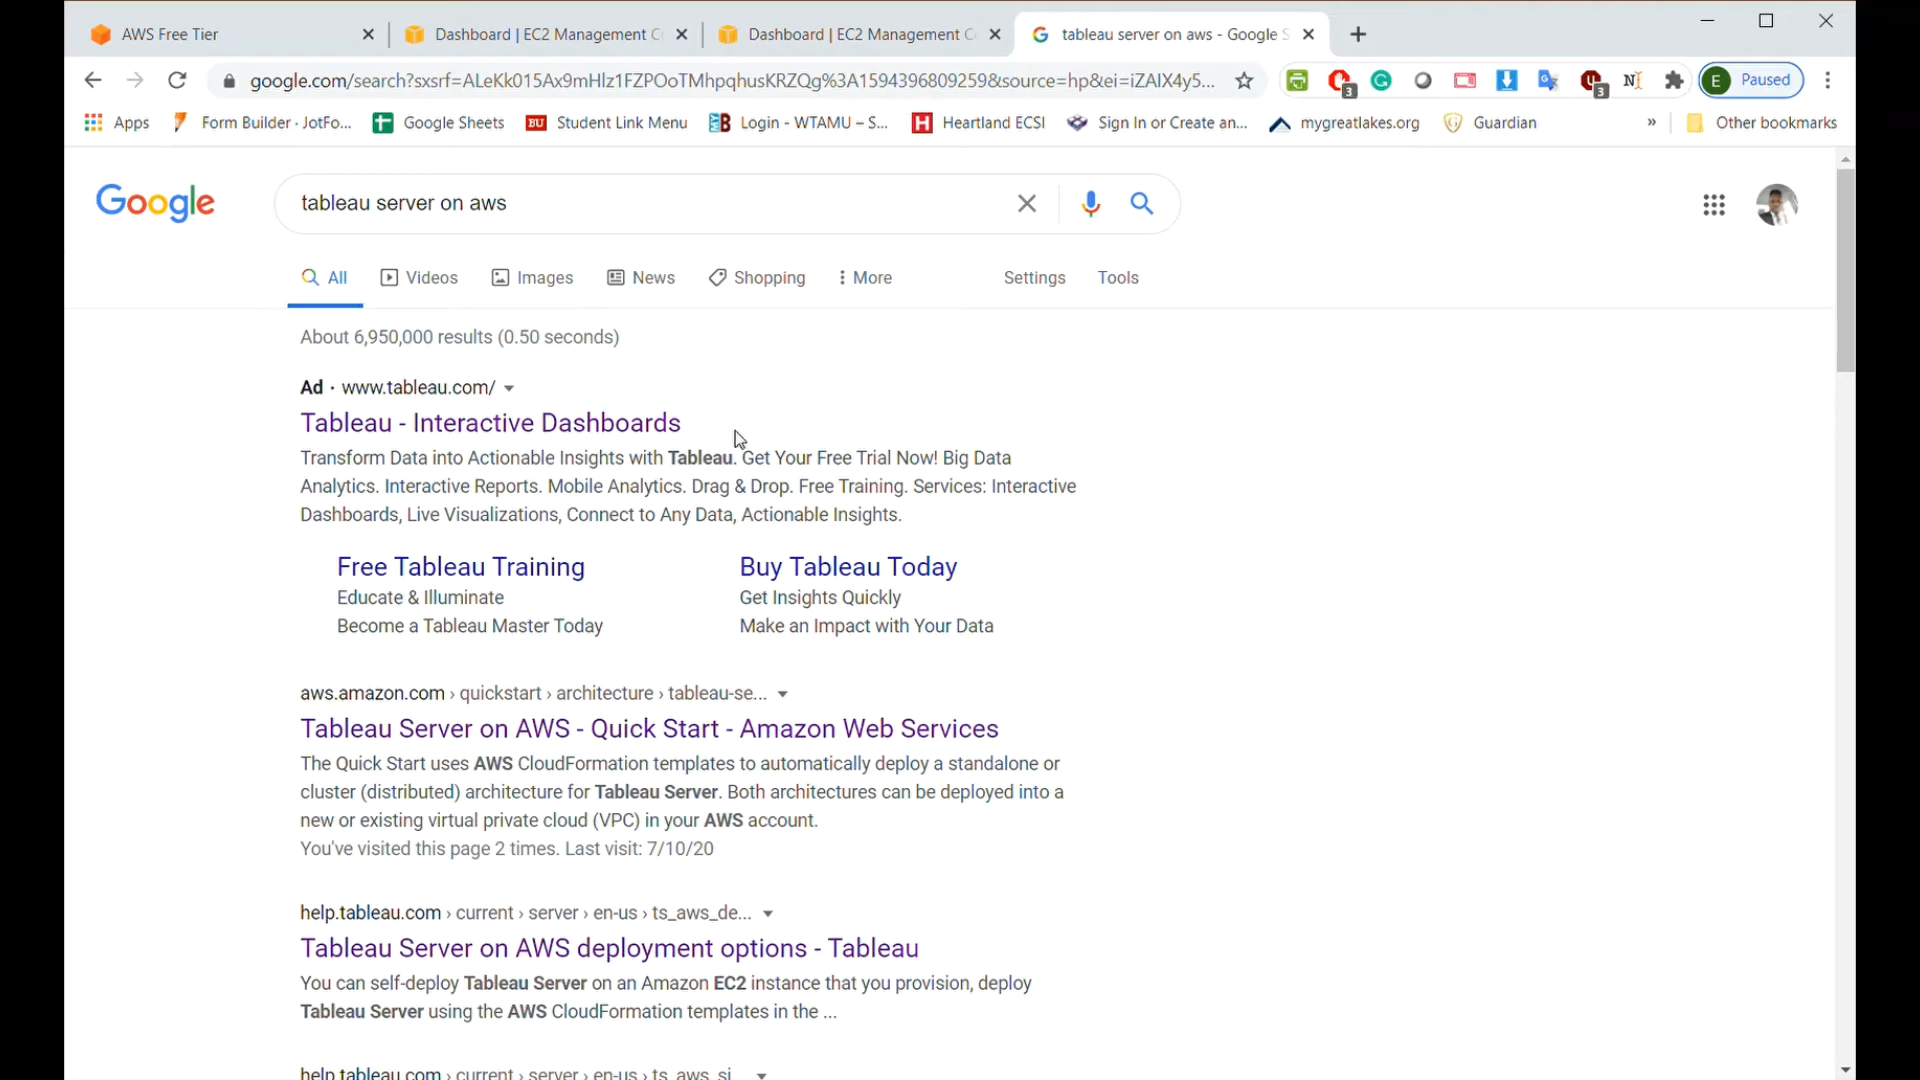 AWS Free Tier
Dashboard | EC2 Management C
Dashboard | EC2 Management C
tableau server on aws - Google S
google.com/search?sxsrf=ALeKk015Ax9mHlz1FZPOoTMhpqhusKRZQg%3A1594396809259&source=hp&ei=iZAIX4y5...
3
3
N
E Paused
Apps
Form Builder · JotFo...
Google Sheets
BU Student Link Menu
Login - WTAMU – S...
H Heartland ECSI
Sign In or Create an...
mygreatlakes.org
Guardian
»
Other bookmarks
Google
tableau server on aws
All
Videos
Images
News
Shopping
More
Settings
Tools
About 6,950,000 results (0.50 seconds)
Ad · www.tableau.com/
Tableau - Interactive Dashboards
Transform Data into Actionable Insights with Tableau. Get Your Free Trial Now! Big Data
Analytics. Interactive Reports. Mobile Analytics. Drag & Drop. Free Training. Services: Interactive
Dashboards, Live Visualizations, Connect to Any Data, Actionable Insights.
Free Tableau Training
Educate & Illuminate
Become a Tableau Master Today
Buy Tableau Today
Get Insights Quickly
Make an Impact with Your Data
aws.amazon.com › quickstart › architecture › tableau-se...
Tableau Server on AWS - Quick Start - Amazon Web Services
The Quick Start uses AWS CloudFormation templates to automatically deploy a standalone or
cluster (distributed) architecture for Tableau Server. Both architectures can be deployed into a
new or existing virtual private cloud (VPC) in your AWS account.
You've visited this page 2 times. Last visit: 7/10/20
help.tableau.com › current › server › en-us › ts_aws_de...
Tableau Server on AWS deployment options - Tableau
You can self-deploy Tableau Server on an Amazon EC2 instance that you provision, deploy
Tableau Server using the AWS CloudFormation templates in the ...
help.tableau.com › current › server › en-us › ts_aws_si...